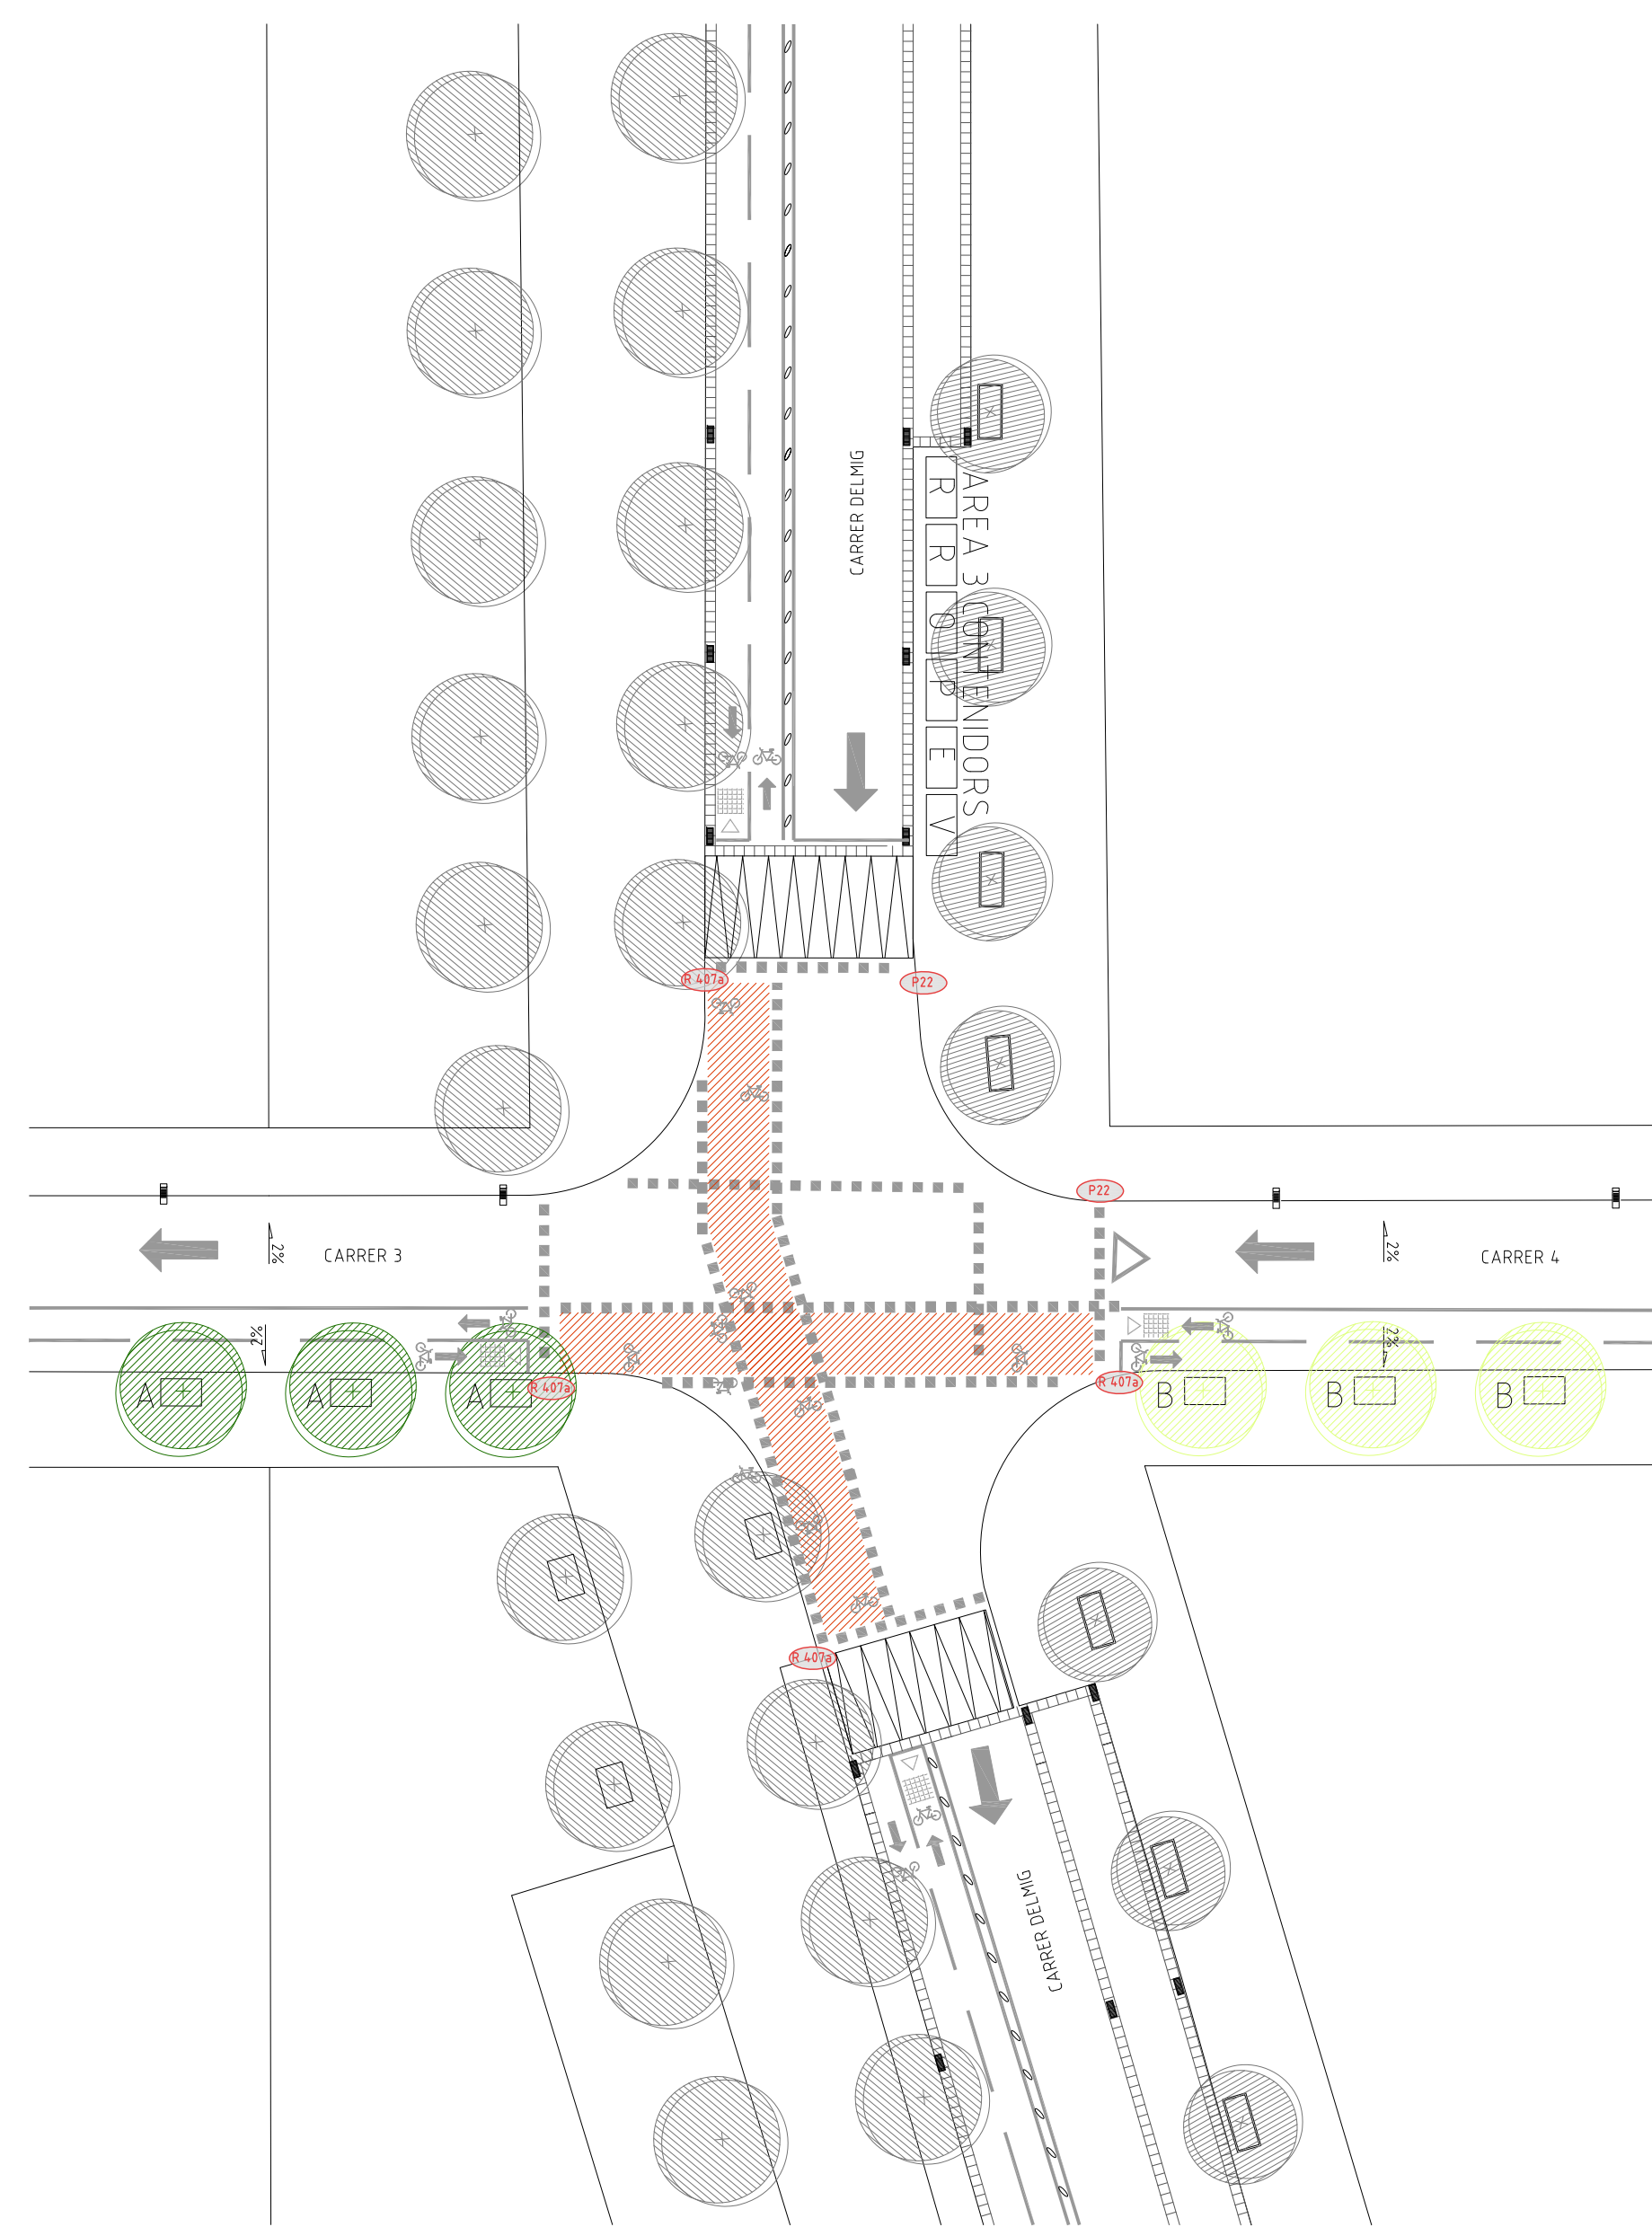 CARRER DELMIG
AREA 3 CONTENIDORS
R
R
O
P
E
V
R 407a
P22
P22
2%
2%
CARRER 3
CARRER 4
2%
2%
A
A
A
R 407a
R 407a
B
B
B
R 407a
CARRER DELMIG